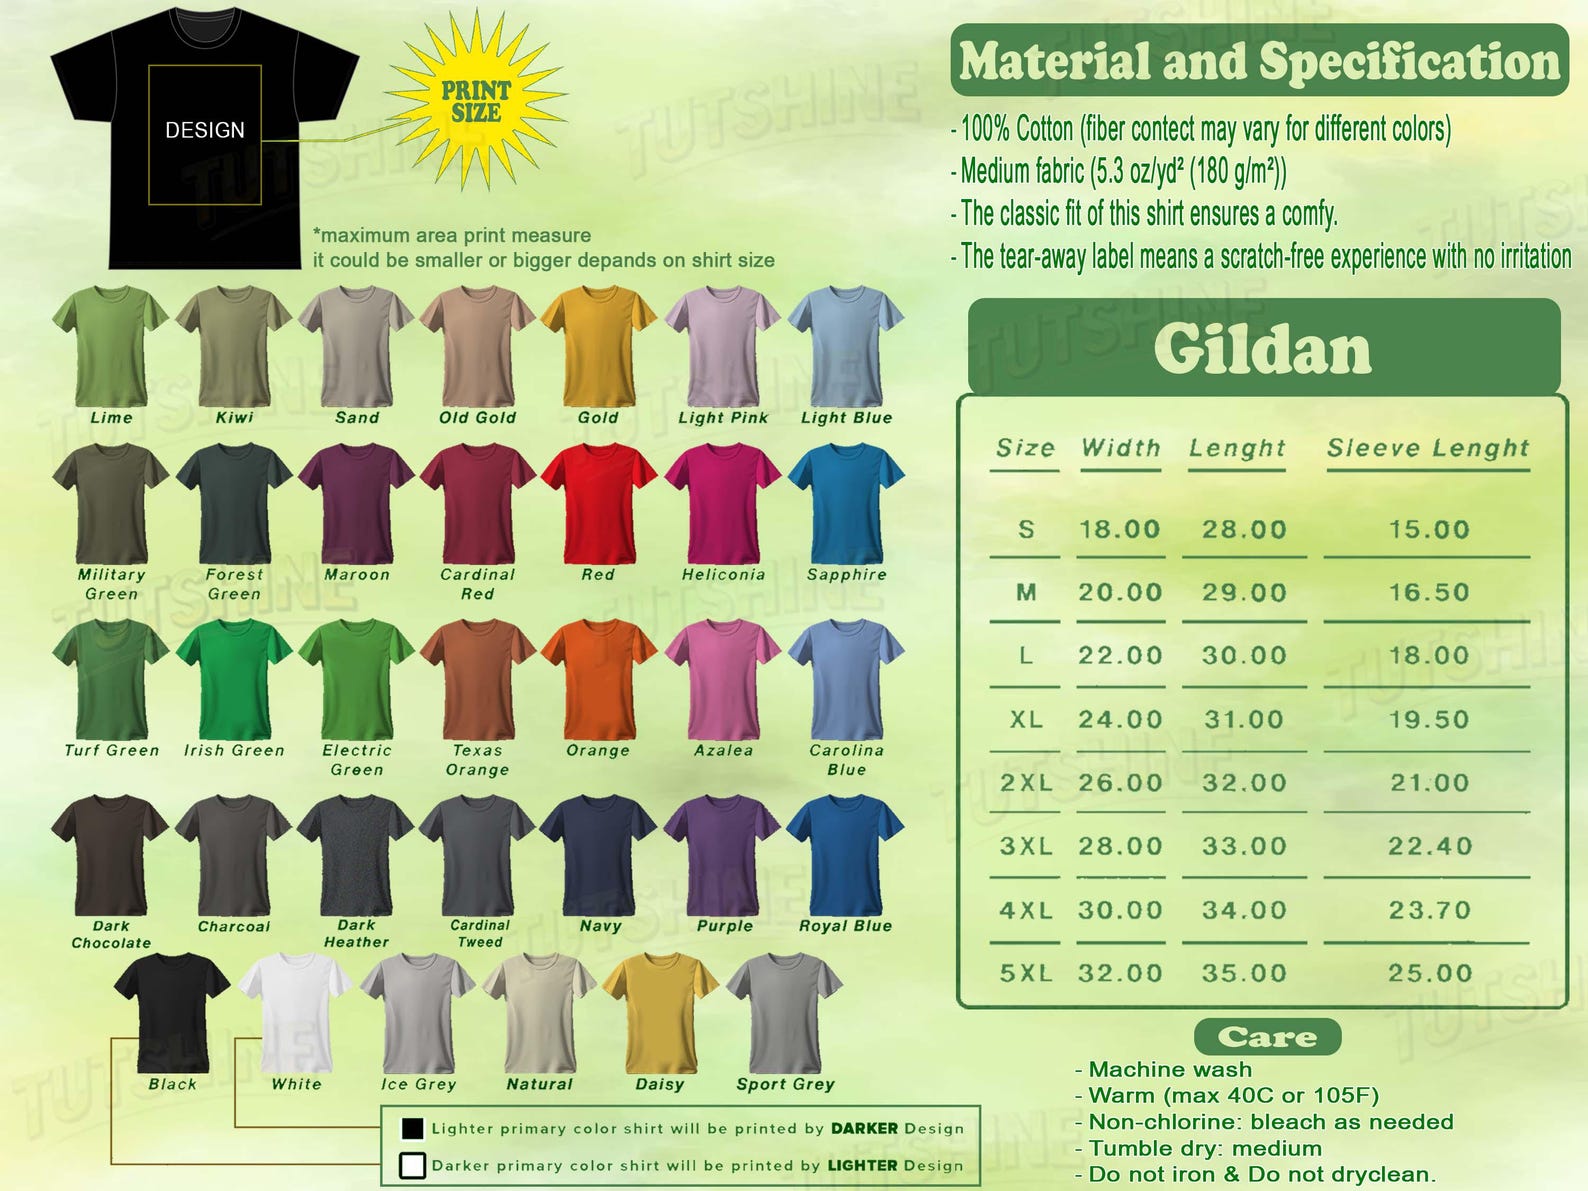 DESIGN
PRINT
SIZE
*maximum area print measure
it could be smaller or bigger depands on shirt size
Lime Kiwi Sand Old Gold Gold Light Pink Light Blue
Military Green Forest Green Maroon Cardinal Red Red Heliconia Sapphire
Turf Green Irish Green Electric Green Texas Orange Orange Azalea Carolina Blue
Dark Chocolate Charcoal Dark Heather Cardinal Tweed Navy Purple Royal Blue
Black White Ice Grey Natural Daisy Sport Grey
Lighter primary color shirt will be printed by DARKER Design
Darker primary color shirt will be printed by LIGHTER Design
Material and Specification
- 100% Cotton (fiber contect may vary for different colors)
- Medium fabric (5.3 oz/yd² (180 g/m²))
- The classic fit of this shirt ensures a comfy.
- The tear-away label means a scratch-free experience with no irritation
Gildan
Size Width Lenght Sleeve Lenght
S 18.00 28.00 15.00
M 20.00 29.00 16.50
L 22.00 30.00 18.00
XL 24.00 31.00 19.50
2XL 26.00 32.00 21.00
3XL 28.00 33.00 22.40
4XL 30.00 34.00 23.70
5XL 32.00 35.00 25.00
Care
- Machine wash
- Warm (max 40C or 105F)
- Non-chlorine: bleach as needed
- Tumble dry: medium
- Do not iron & Do not dryclean.
TUTSHINE